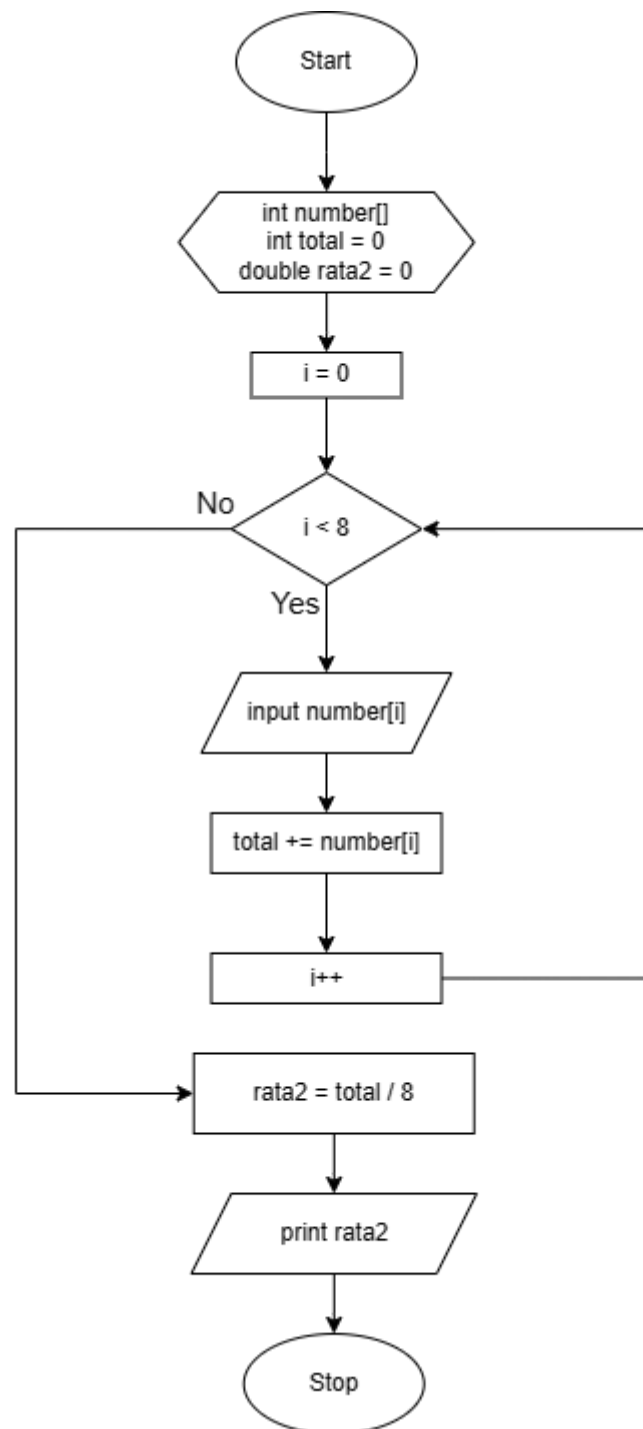 Start
int number[]
int total = 0
double rata2 = 0
i = 0
No
i < 8
Yes
input number[i]
total += number[i]
i++
rata2 = total / 8
print rata2
Stop